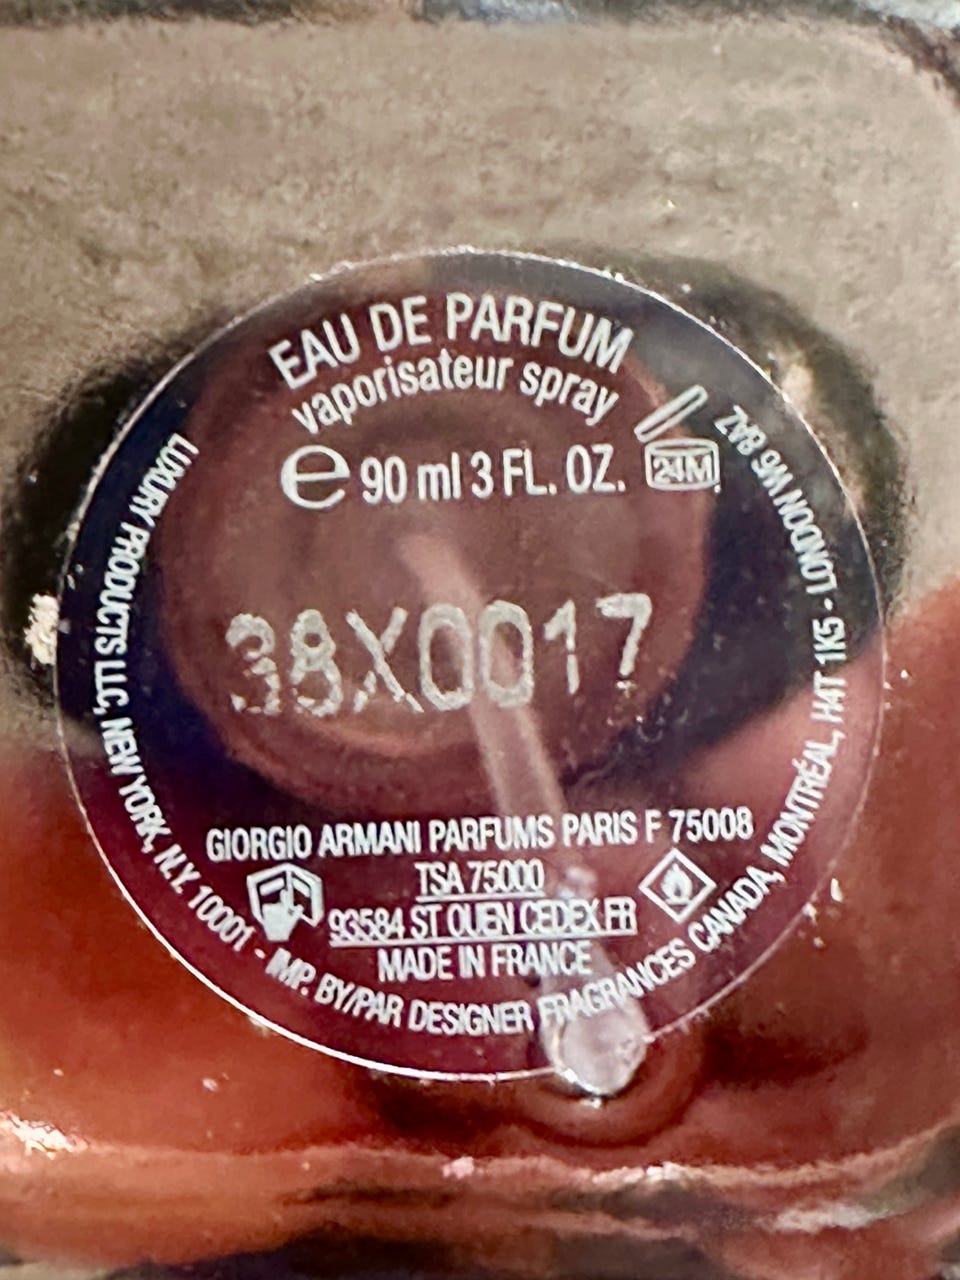 EAU DE PARFUM
vaporisateur spray
e 90 ml 3 FL. OZ.
24M
38X0017
GIORGIO ARMANI PARFUMS PARIS F 75008
TSA 75000
93584 ST OUEN CEDEX.FR
MADE IN FRANCE
LUXURY PRODUCTS LLC, NEW YORK, N.Y. 10001 - IMP. BY/PAR DESIGNER FRAGRANCES CANADA, MONTRÉAL, H4T 1K5 - LONDON W6 8AZ